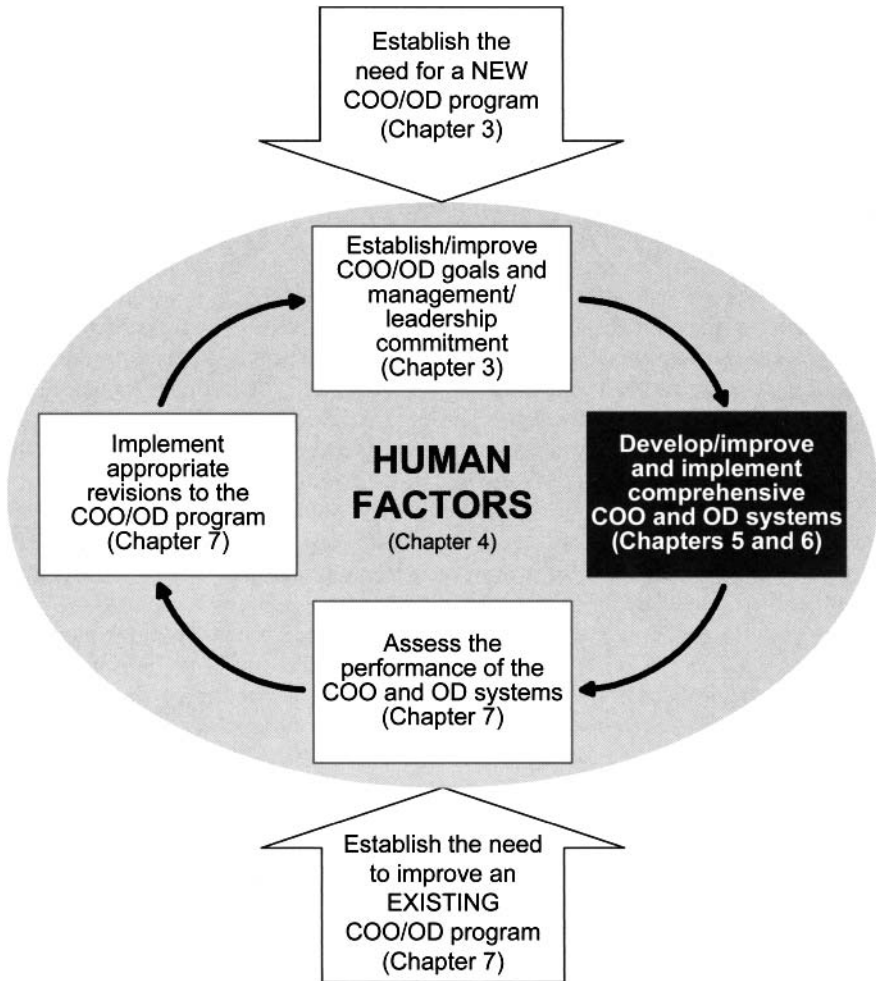 Establish the
need for a NEW
COO/OD program
(Chapter 3)
Establish/improve
COO/OD goals and
management/
leadership
commitment
(Chapter 3)
Develop/improve
and implement
comprehensive
COO and OD systems
(Chapters 5 and 6)
Implement
appropriate
revisions to the
COO/OD program
(Chapter 7)
HUMAN
FACTORS
(Chapter 4)
Assess the
performance of the
COO and OD systems
(Chapter 7)
Establish the need
to improve an
EXISTING
COO/OD program
(Chapter 7)